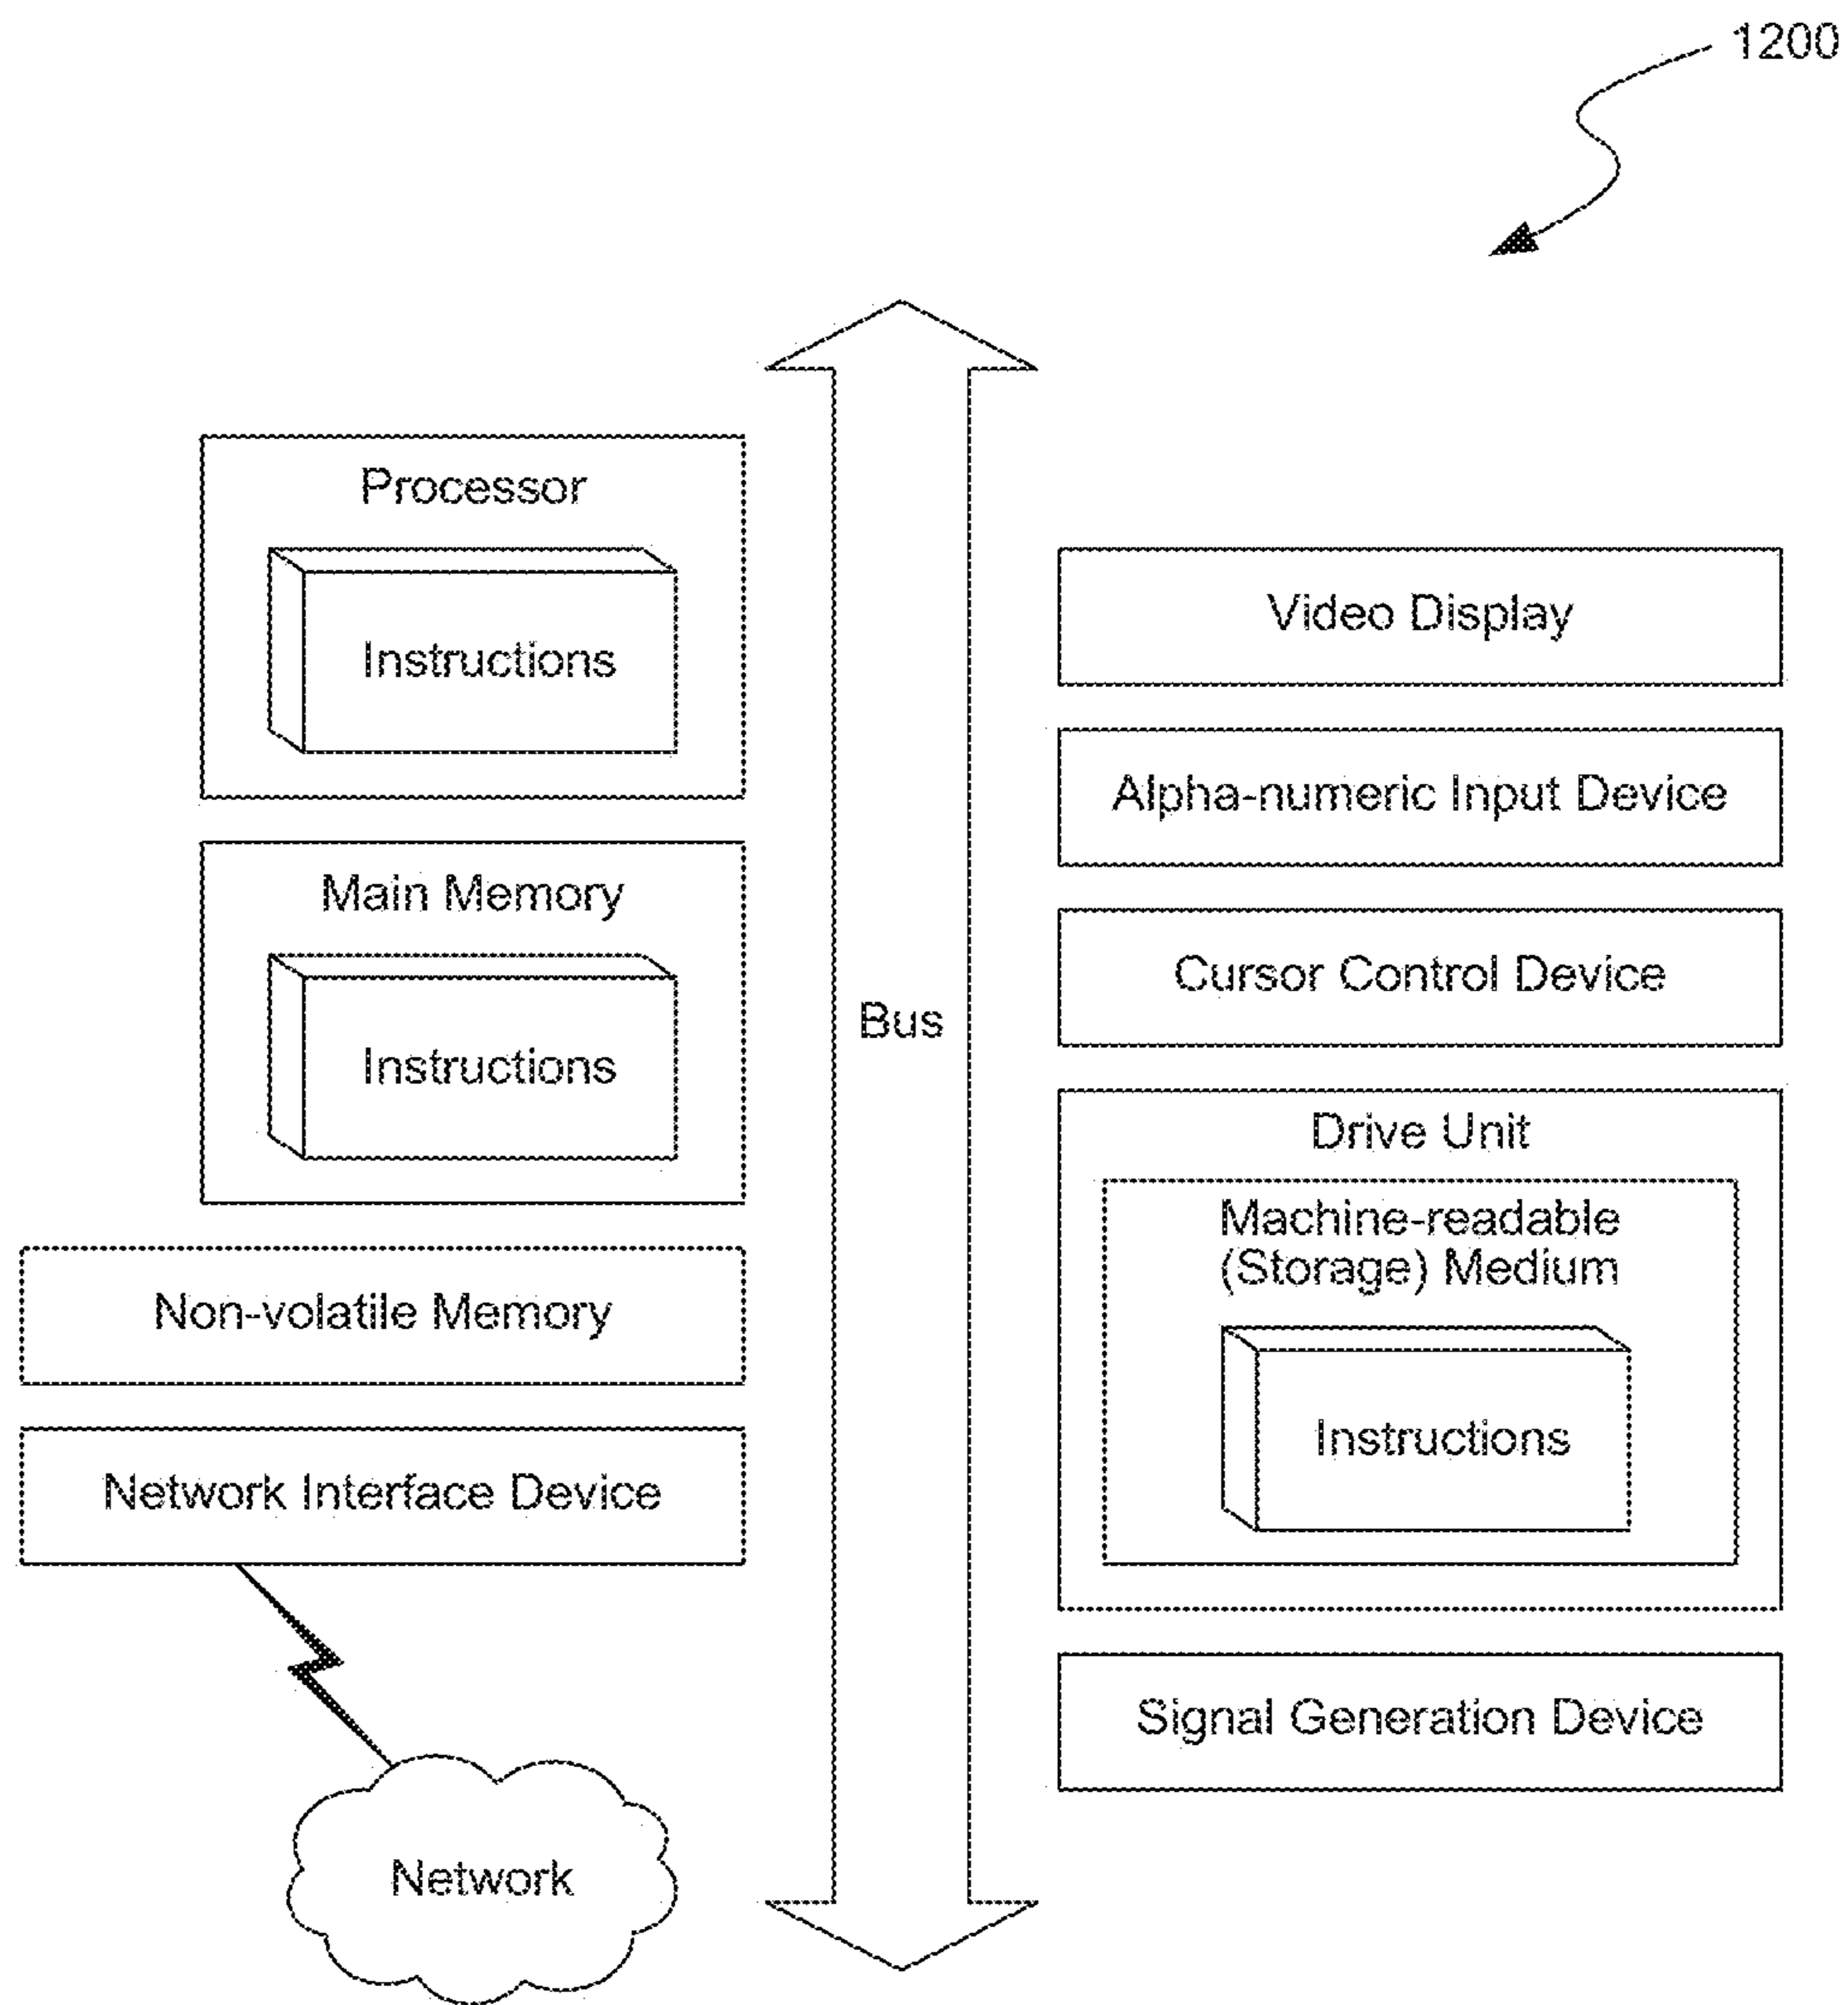 1200
Processor
Instructions
Main Memory
Instructions
Non-volatile Memory
Network Interface Device
Network
Bus
Video Display
Alpha-numeric Input Device
Cursor Control Device
Drive Unit
Machine-readable
(Storage) Medium
Instructions
Signal Generation Device